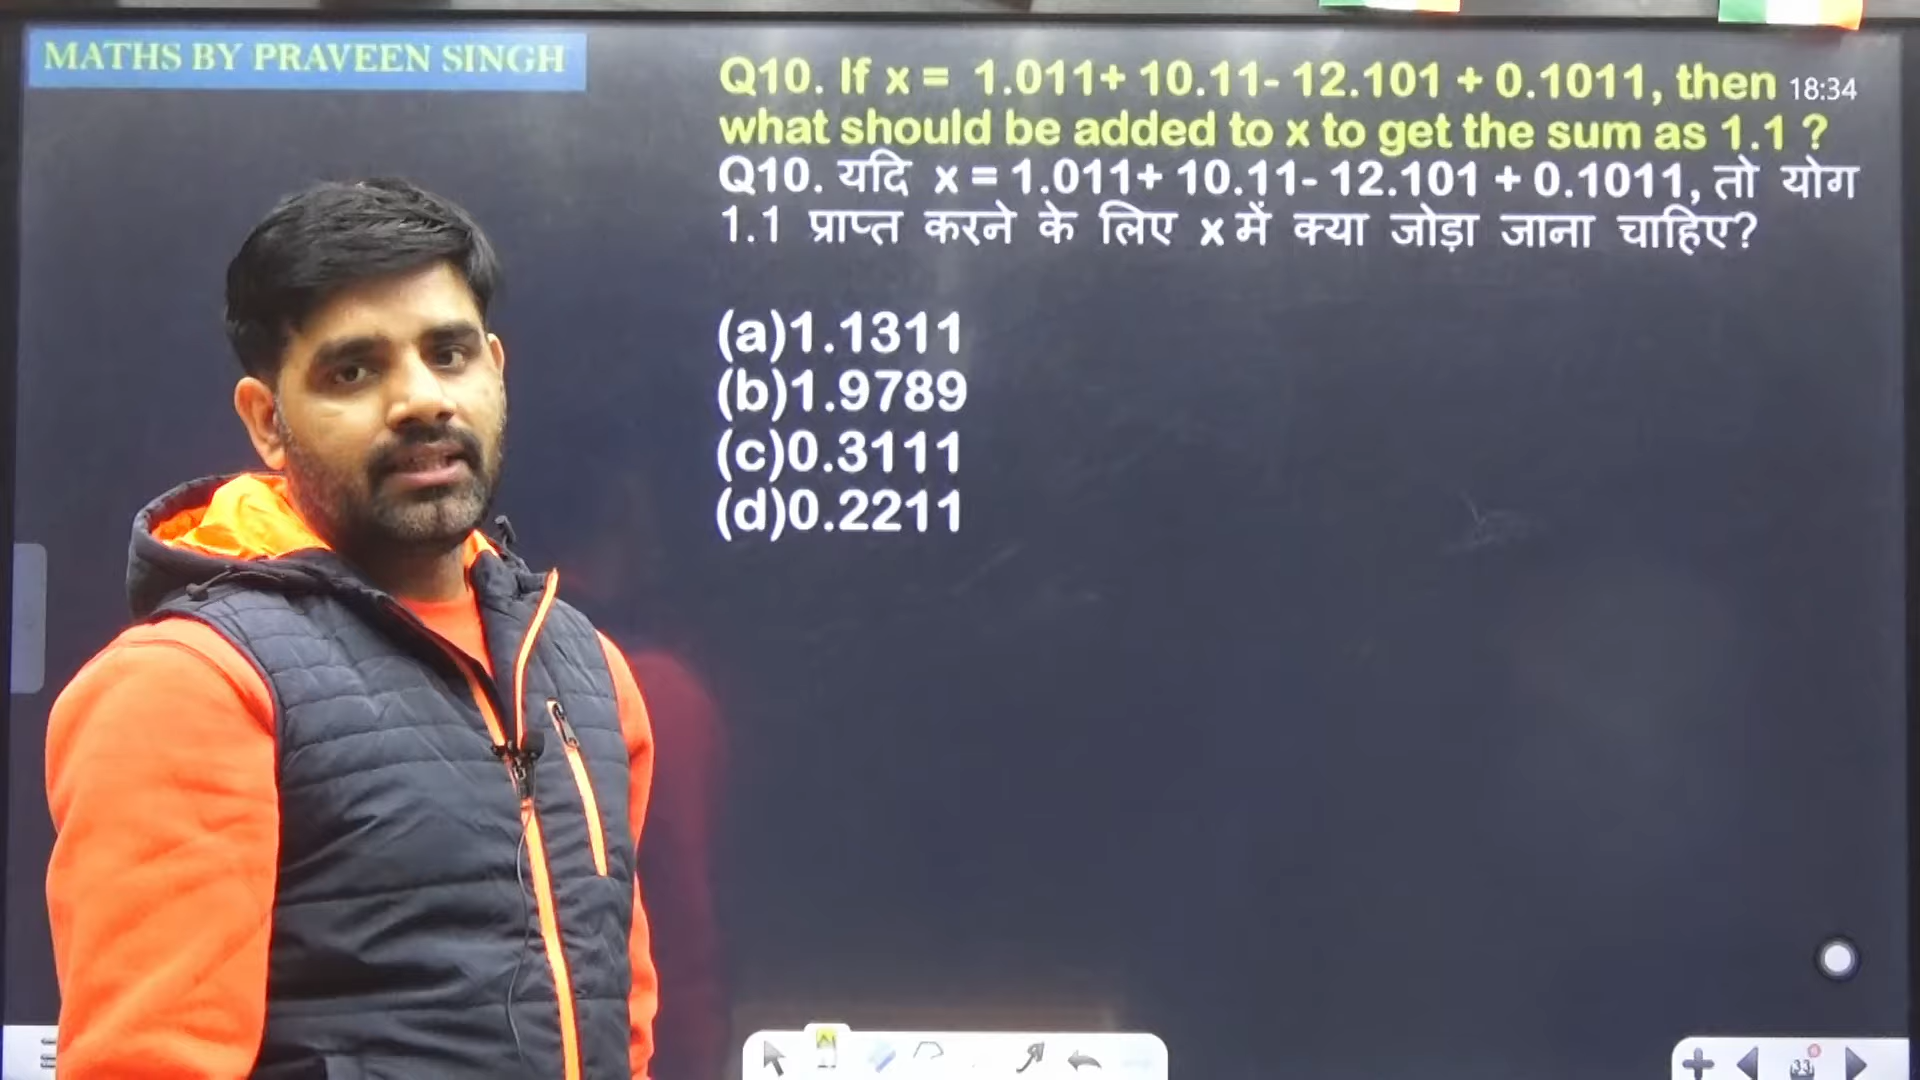 MATHS BY PRAVEEN SINGH
Q10. If x = 1.011+ 10.11- 12.101 + 0.1011, then
18:34
what should be added to x to get the sum as 1.1 ?
Q10. यदि x = 1.011+ 10.11- 12.101 + 0.1011, तो योग
1.1 प्राप्त करने के लिए x में क्या जोड़ा जाना चाहिए?
(a)1.1311
(b)1.9789
(c)0.3111
(d)0.2211
33